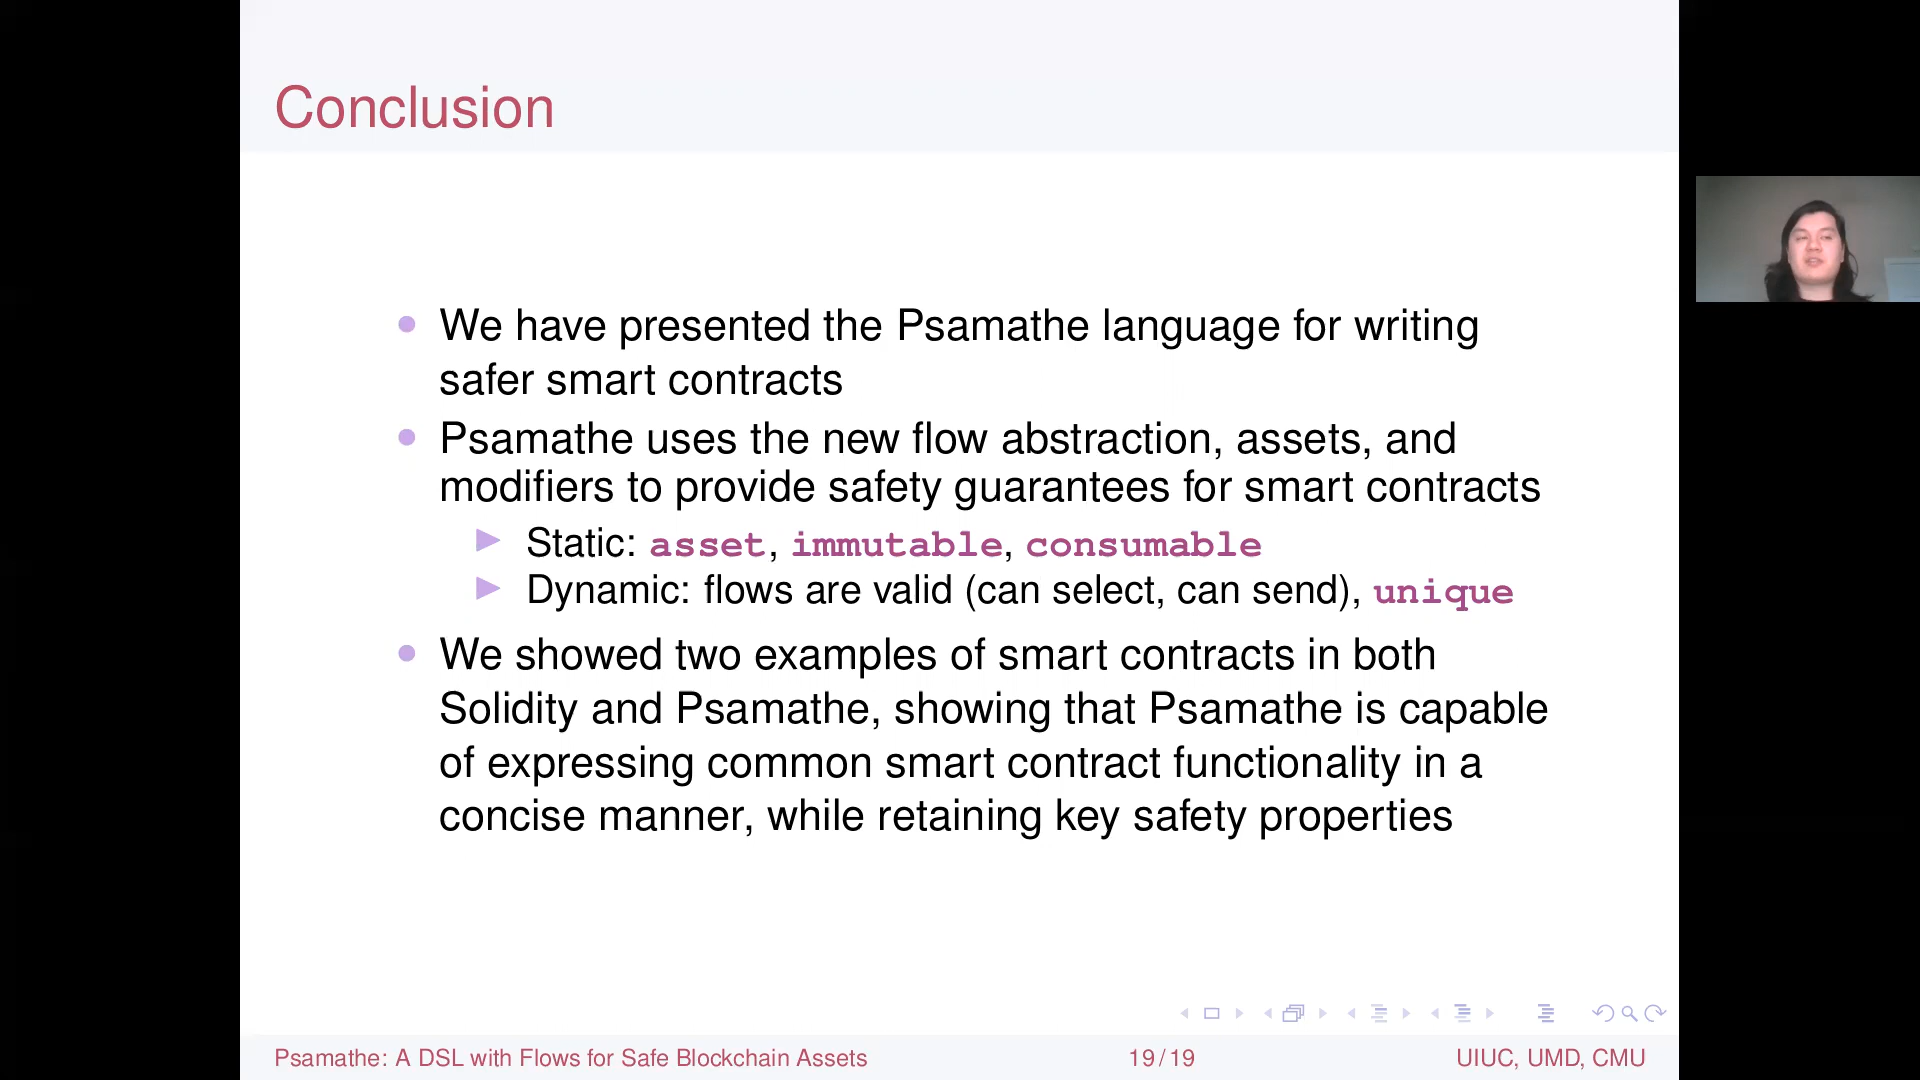 Conclusion
We have presented the Psamathe language for writing
safer smart contracts
Psamathe uses the new flow abstraction, assets, and
modifiers to provide safety guarantees for smart contracts
Static: asset, immutable, consumable
Dynamic: flows are valid (can select, can send), unique
We showed two examples of smart contracts in both
Solidity and Psamathe, showing that Psamathe is capable
of expressing common smart contract functionality in a
concise manner, while retaining key safety properties
Psamathe: A DSL with Flows for Safe Blockchain Assets
19/19
UIUC, UMD, CMU